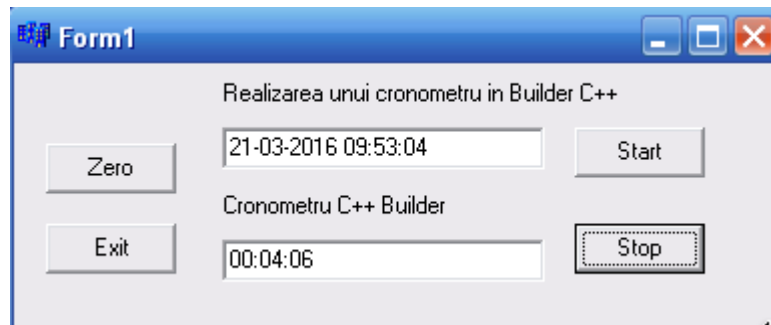 Form1
Realizarea unui cronometru in Builder C++
Zero
21-03-2016 09:53:04
Start
Cronometru C++ Builder
Exit
00:04:06
Stop